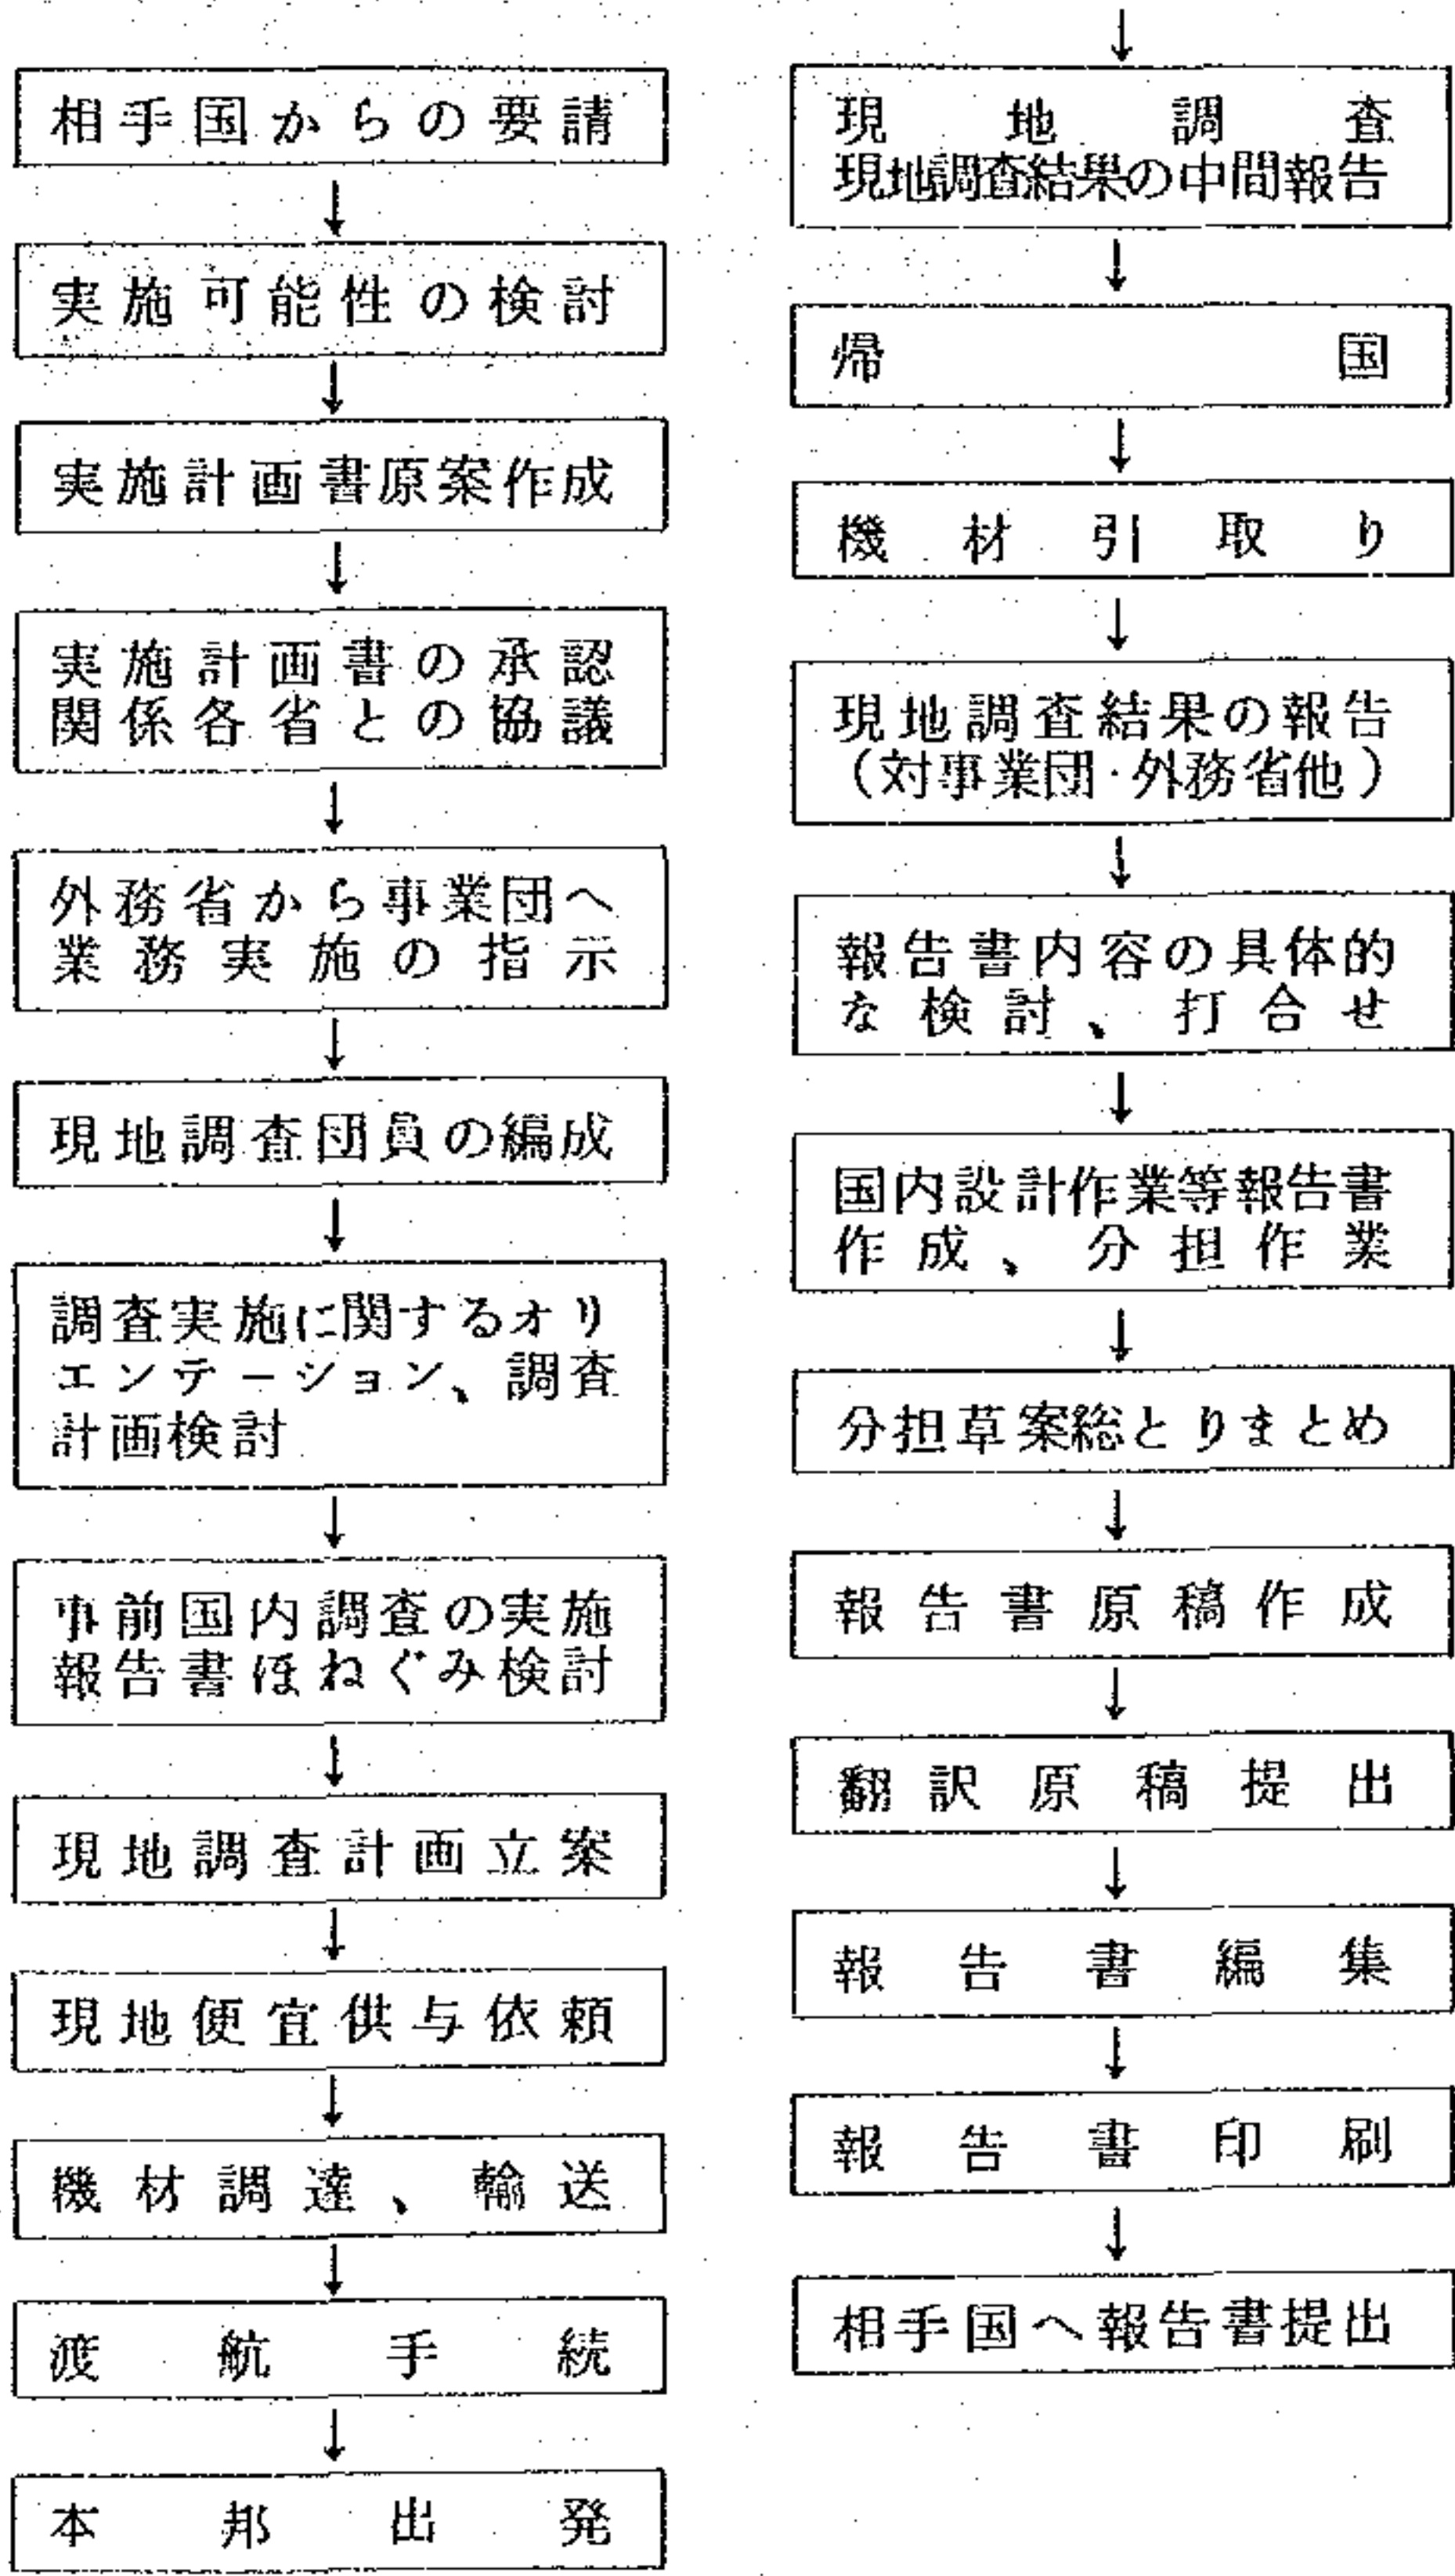 相手国からの要請
実施可能性の検討
実施計画書原案作成
実施計画書の承認
関係各省との協議
外務省から事業団へ
業務実施の指示
現地調査団員の編成
調査実施に関するオリ
エンテーション、調査
計画検討
事前国内調査の実施
報告書ほねぐみ検討
現地調査計画立案
現地便宜供与依頼
機材調達、輸送
渡航手続
本邦出発
現地調査
現地調査結果の中間報告
帰国
機材引取り
現地調査結果の報告
(対事業団・外務省他)
報告書内容の具体的
な検討、打合せ
国内設計作業等報告書
作成、分担作業
分担草案総とりまとめ
報告書原稿作成
翻訳原稿提出
報告書編集
報告書印刷
相手国へ報告書提出